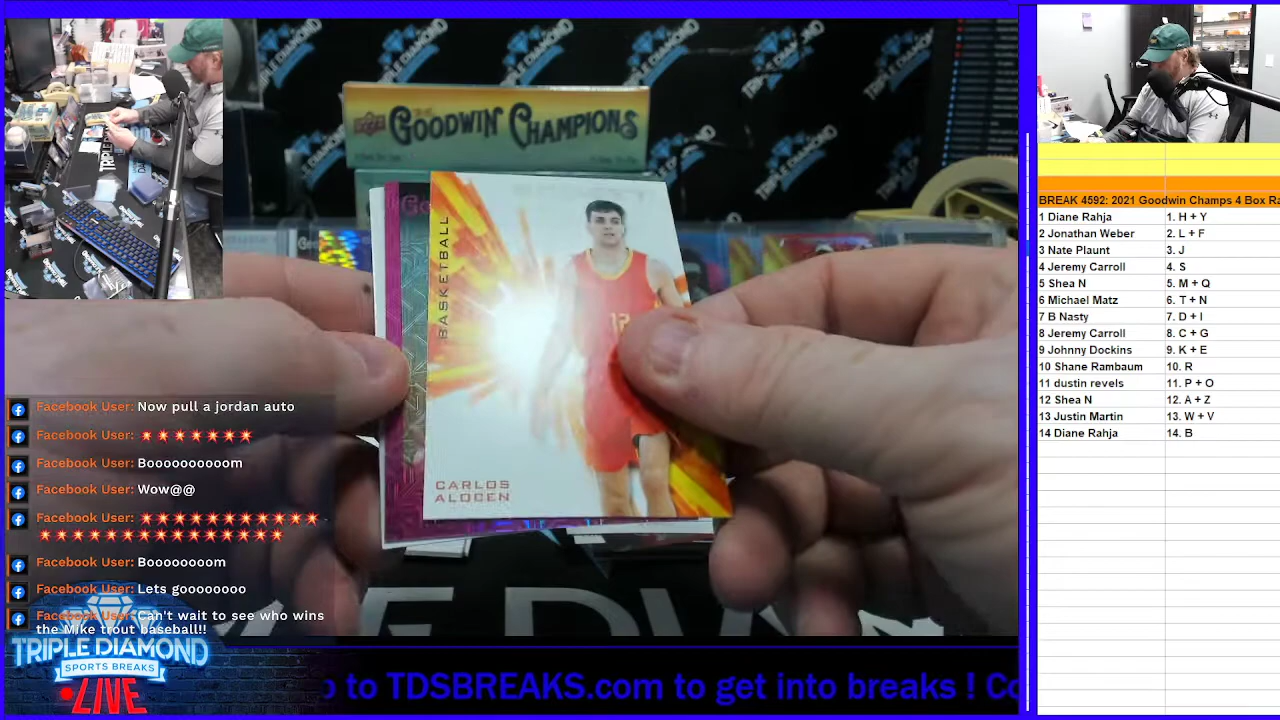 GOODWIN CHAMPIONS
BASKETBALL
12
CARLOS
ALOCEN
Facebook User: Now pull a jordan auto
Facebook User:
Facebook User: Boooooooooom
Facebook User: Wow@@
Facebook User:
Facebook User: Boooooooom
Facebook User: Lets goooooooo
Facebook User: Can't wait to see who wins
the Mike trout baseball!!
TRIPLE DIAMOND
SPORTS BREAKS
LIVE
to TDSBREAKS.com to get into breaks ! Co
BREAK 4592: 2021 Goodwin Champs 4 Box Ra
1 Diane Rahja 1. H + Y
2 Jonathan Weber 2. L + F
3 Nate Plaunt 3. J
4 Jeremy Carroll 4. S
5 Shea N 5. M + Q
6 Michael Matz 6. T + N
7 B Nasty 7. D + I
8 Jeremy Carroll 8. C + G
9 Johnny Dockins 9. K + E
10 Shane Rambaum 10. R
11 dustin revels 11. P + O
12 Shea N 12. A + Z
13 Justin Martin 13. W + V
14 Diane Rahja 14. B